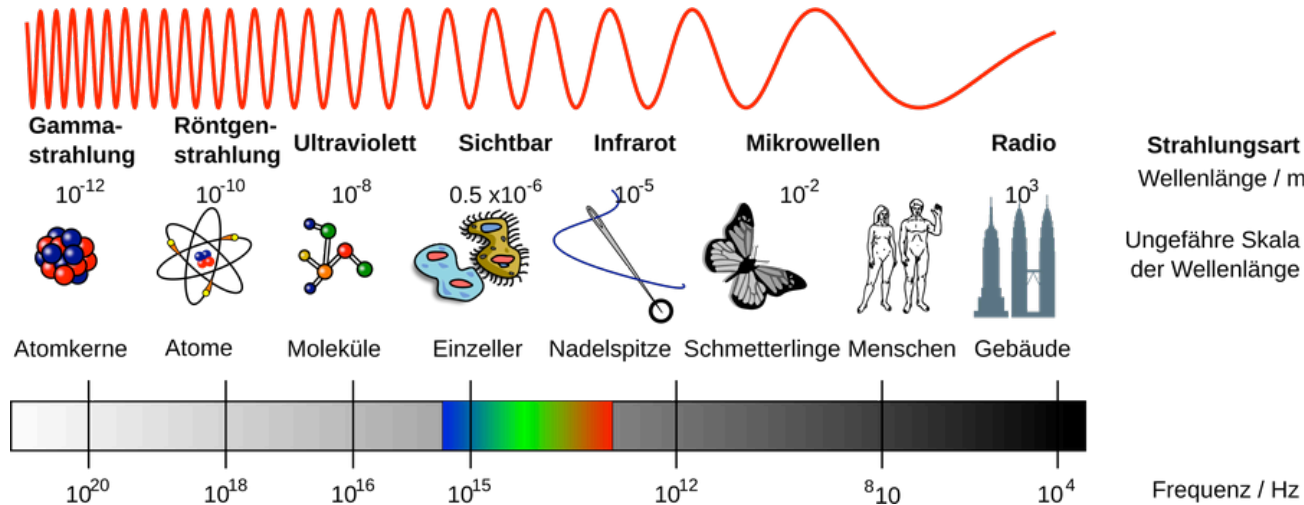 Gamma-
strahlung
Röntgen-
strahlung
Ultraviolett
Sichtbar
Infrarot
Mikrowellen
Radio
Strahlungsart
10⁻¹²
10⁻¹⁰
10⁻⁸
0.5 x10⁻⁶
10⁻⁵
10⁻²
10³
Wellenlänge / m
Ungefähre Skala
der Wellenlänge
Atomkerne
Atome
Moleküle
Einzeller
Nadelspitze
Schmetterlinge
Menschen
Gebäude
10²⁰
10¹⁸
10¹⁶
10¹⁵
10¹²
⁸10
10⁴
Frequenz / Hz